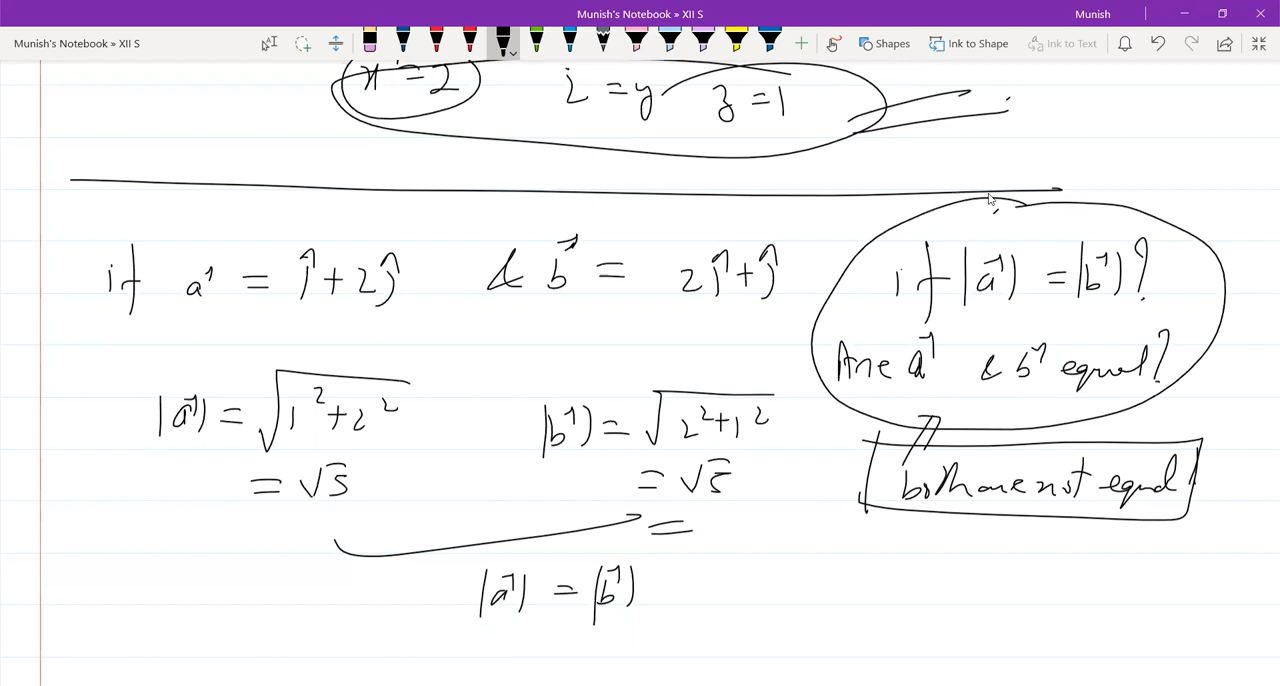 Munish's Notebook » XII S
Munish
Munish's Notebook » XII S
Shapes
Ink to Shape
Ink to Text
x = 2 2 = y z = 1
if a⃗ = î + 2ĵ & b⃗ = 2î + ĵ
if |a⃗| = |b⃗|?
Are a⃗ & b⃗ equal?
|a⃗| = √1² + 2²
= √5
|b⃗| = √2² + 1²
= √5
=
both are not equal
|a⃗| = |b⃗|